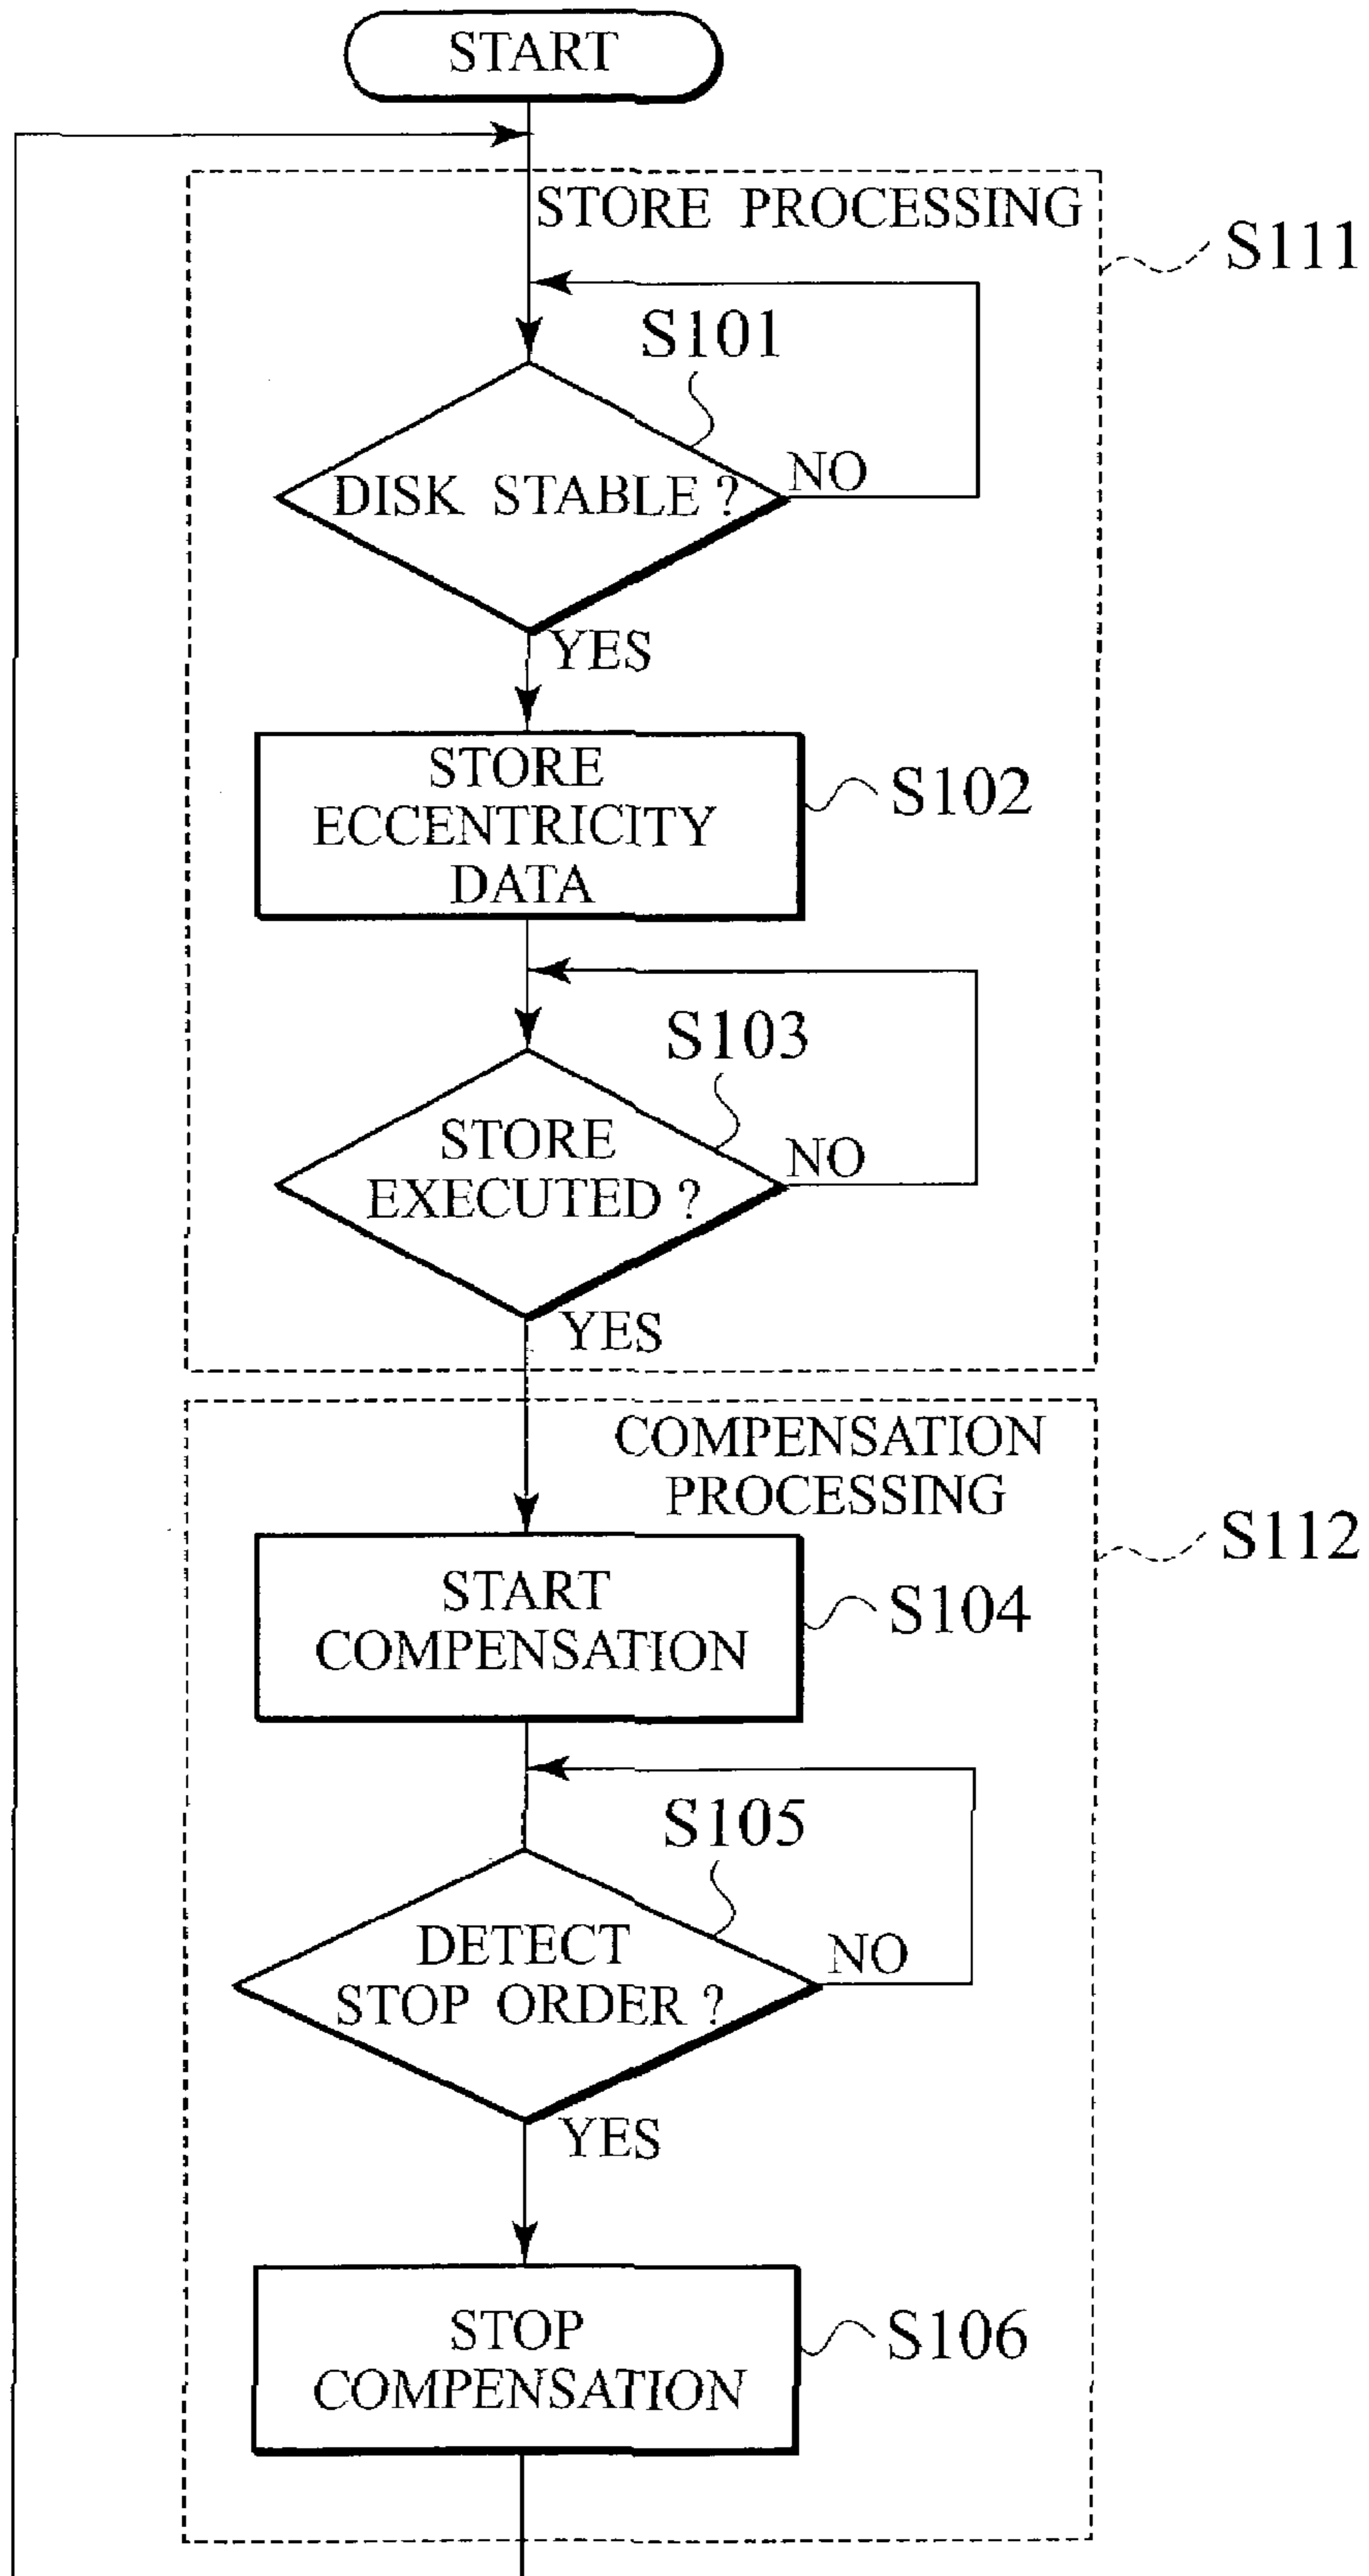 START
STORE PROCESSING
S111
S101
DISK STABLE ?
NO
YES
STORE
ECCENTRICITY
DATA
S102
S103
STORE
EXECUTED ?
NO
YES
COMPENSATION
PROCESSING
S112
START
COMPENSATION
S104
S105
DETECT
STOP ORDER ?
NO
YES
STOP
COMPENSATION
S106